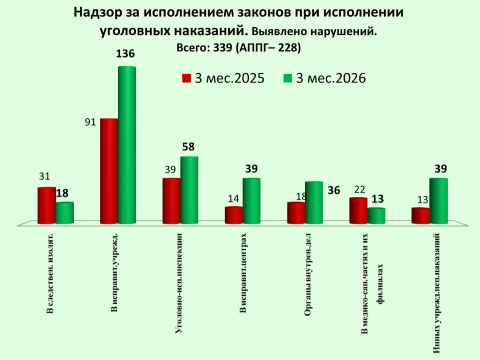 Надзор за исполнением законов при исполнении
уголовных наказаний. Выявлено нарушений.
Всего: 339 (АППГ– 228)
3 мес.2025 3 мес.2026
31 18
91 136
39 58
14 39
18 36
22 13
13 39
В следствен. изолят.
В исправит.учрежд.
Уголовно-исп.инспекции
В исправит.центрах
Органы внутрен.дел
В медико-сан.частях и их
филиалах
Инных учрежд.исп.наказаний